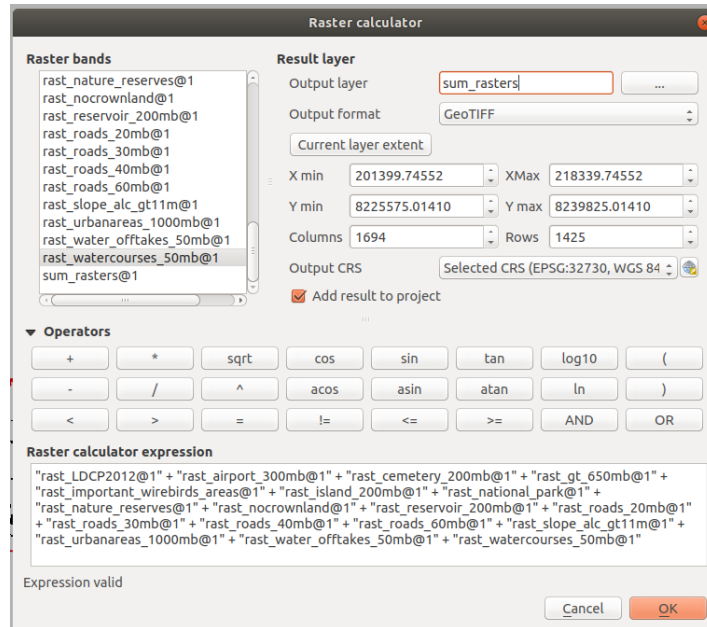 Raster calculator
Raster bands
rast_nature_reserves@1
rast_nocrownland@1
rast_reservoir_200mb@1
rast_roads_20mb@1
rast_roads_30mb@1
rast_roads_40mb@1
rast_roads_60mb@1
rast_slope_alc_gt11m@1
rast_urbanareas_1000mb@1
rast_water_offtakes_50mb@1
rast_watercourses_50mb@1
sum_rasters@1
Result layer
Output layer sum_rasters ...
Output format GeoTIFF
Current layer extent
X min 201399.74552 XMax 218339.74552
Y min 8225575.01410 Y max 8239825.01410
Columns 1694 Rows 1425
Output CRS Selected CRS (EPSG:32730, WGS 84
Add result to project
Operators
+ * sqrt cos sin tan log10 (
- / ^ acos asin atan ln )
< > = != <= >= AND OR
Raster calculator expression
"rast_LDCP2012@1" + "rast_airport_300mb@1" + "rast_cemetery_200mb@1" + "rast_gt_650mb@1" +
"rast_important_wirebirds_areas@1" + "rast_island_200mb@1" + "rast_national_park@1" +
"rast_nature_reserves@1" + "rast_nocrownland@1" + "rast_reservoir_200mb@1" + "rast_roads_20mb@1"
+ "rast_roads_30mb@1" + "rast_roads_40mb@1" + "rast_roads_60mb@1" + "rast_slope_alc_gt11m@1" +
"rast_urbanareas_1000mb@1" + "rast_water_offtakes_50mb@1" + "rast_watercourses_50mb@1"
Expression valid
Cancel OK